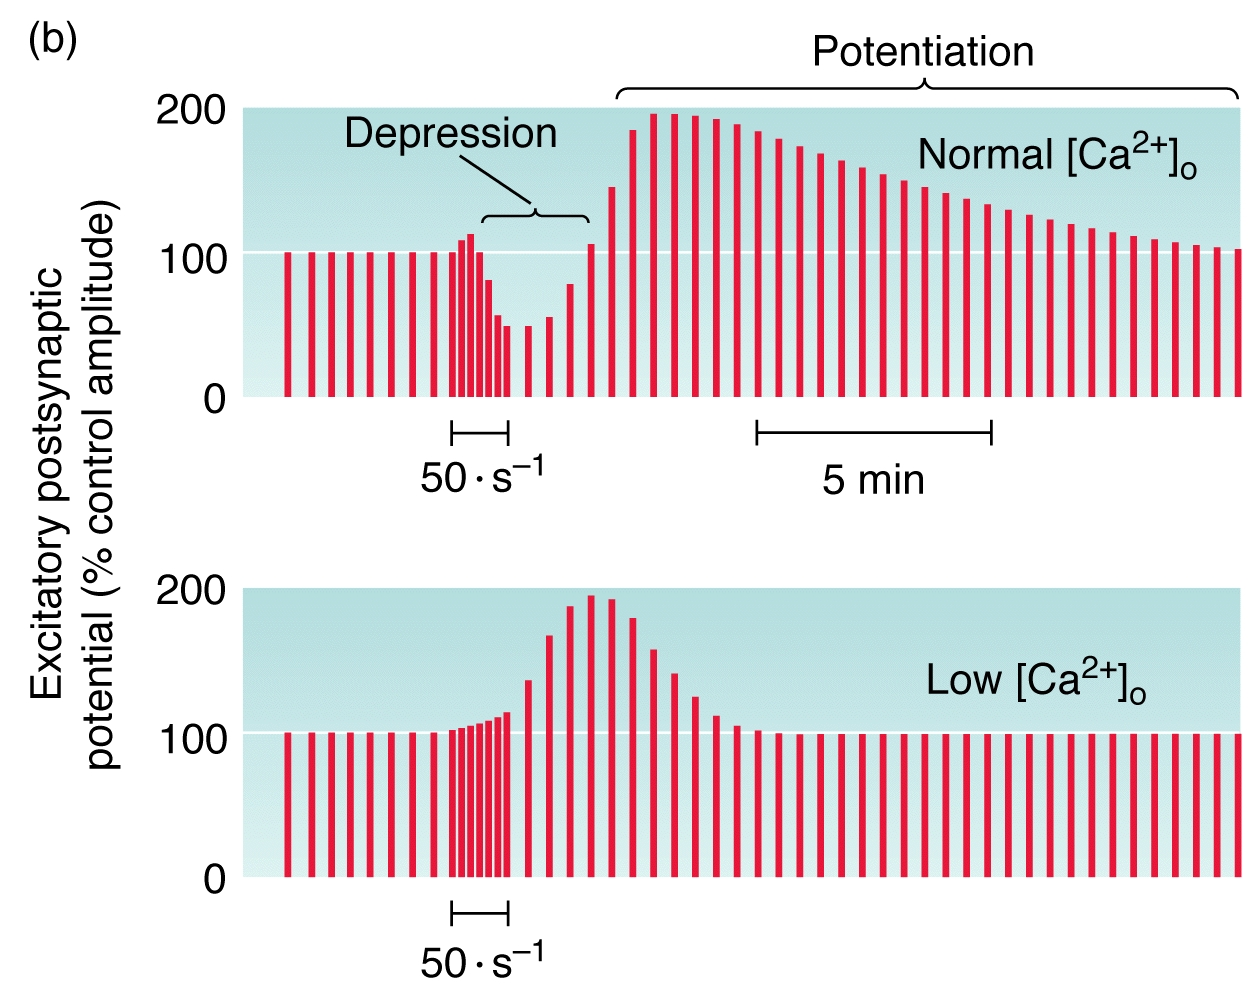 (b)
Potentiation
200
Depression
Normal [Ca²⁺]ₒ
100
0
50 · s⁻¹
5 min
Excitatory postsynaptic
potential (% control amplitude)
200
Low [Ca²⁺]ₒ
100
0
50 · s⁻¹